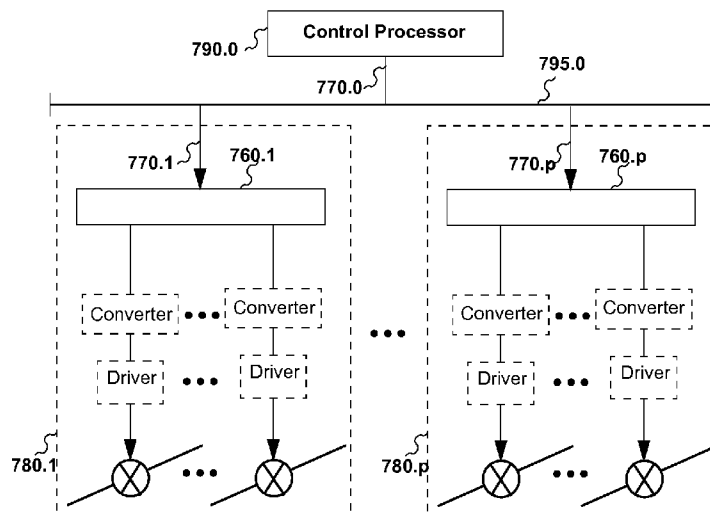 Control Processor
790.0
770.0
795.0
770.1
760.1
770.p
760.p
Converter
Converter
Converter
Converter
Driver
Driver
Driver
Driver
780.1
780.p